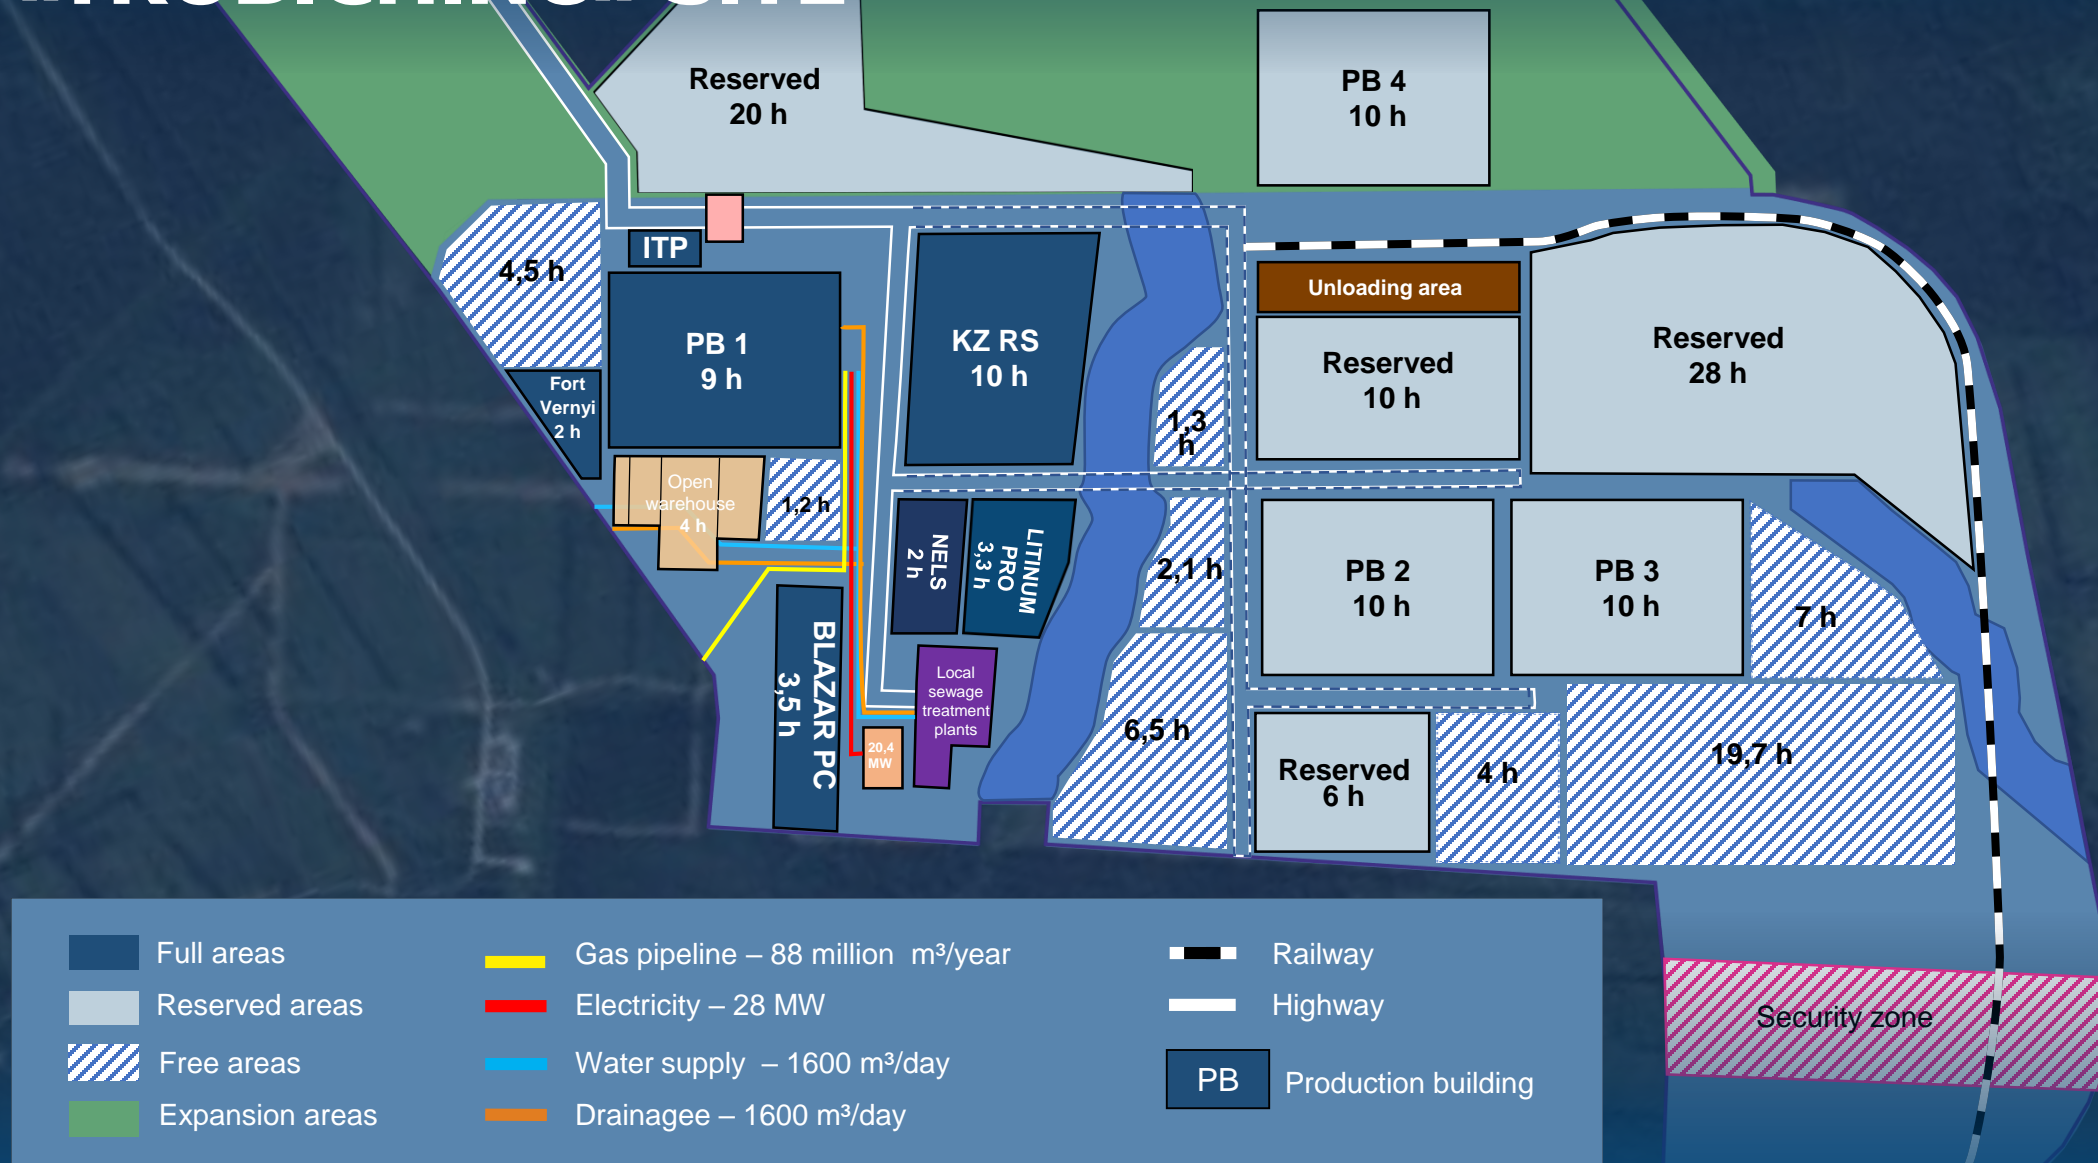 Reserved
20 h
PB 4
10 h
ITP
4,5 h
PB 1
9 h
KZ RS
10 h
Unloading area
Reserved
10 h
Reserved
28 h
Fort
Vernyi
2 h
1,3
h
Open
warehouse
4 h
1,2 h
NELS
2 h
LITINUM
PRO
3,3 h
2,1 h
PB 2
10 h
PB 3
10 h
7 h
BLAZAR PC
3,5 h
Local
sewage
treatment
plants
20,4
MW
6,5 h
Reserved
6 h
4 h
19,7 h
Security zone
Full areas
Reserved areas
Free areas
Expansion areas
Gas pipeline – 88 million  m³/year
Electricity – 28 MW
Water supply  – 1600 m³/day
Drainagee – 1600 m³/day
Railway
Highway
PB
Production building